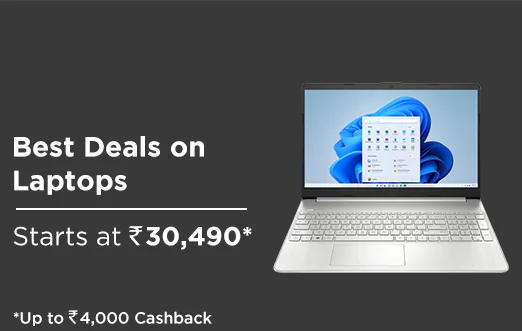 Best Deals on
Laptops
Starts at ₹30,490*
*Up to ₹4,000 Cashback